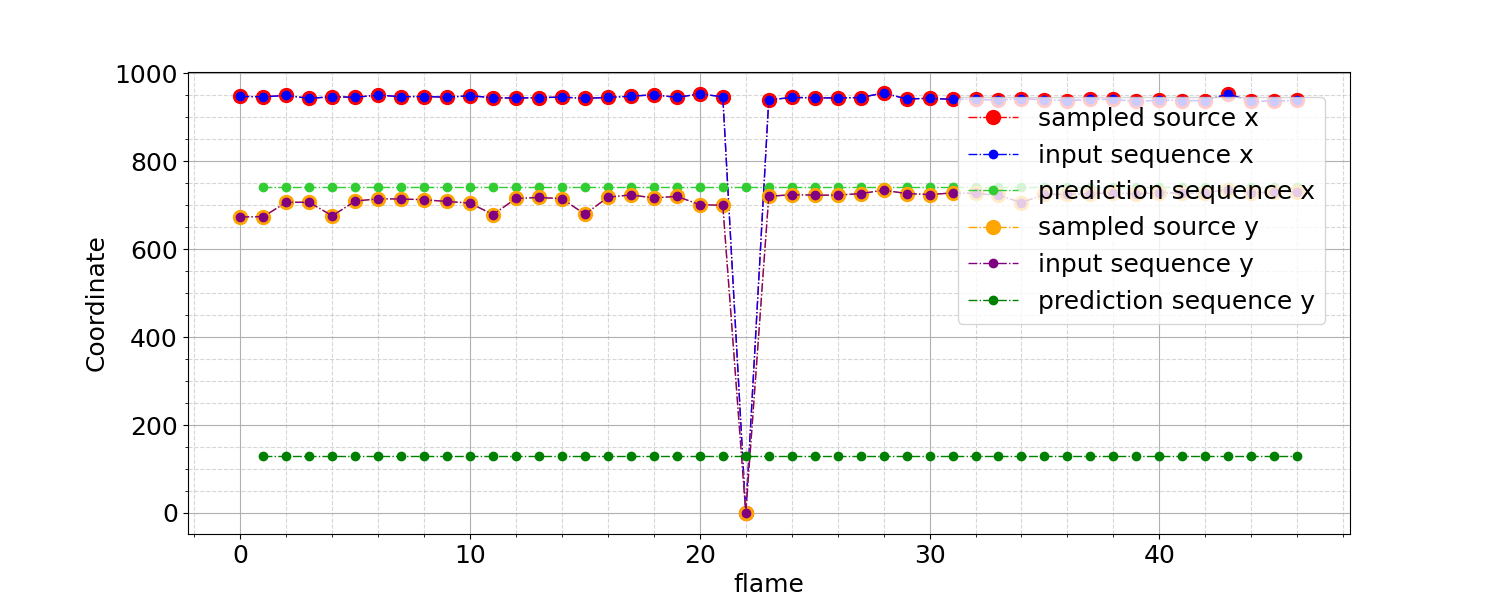 1000
800
600
400
200
0
Coordinate
0 10 20 30 40
flame
sampled source x
input sequence x
prediction sequence x
sampled source y
input sequence y
prediction sequence y